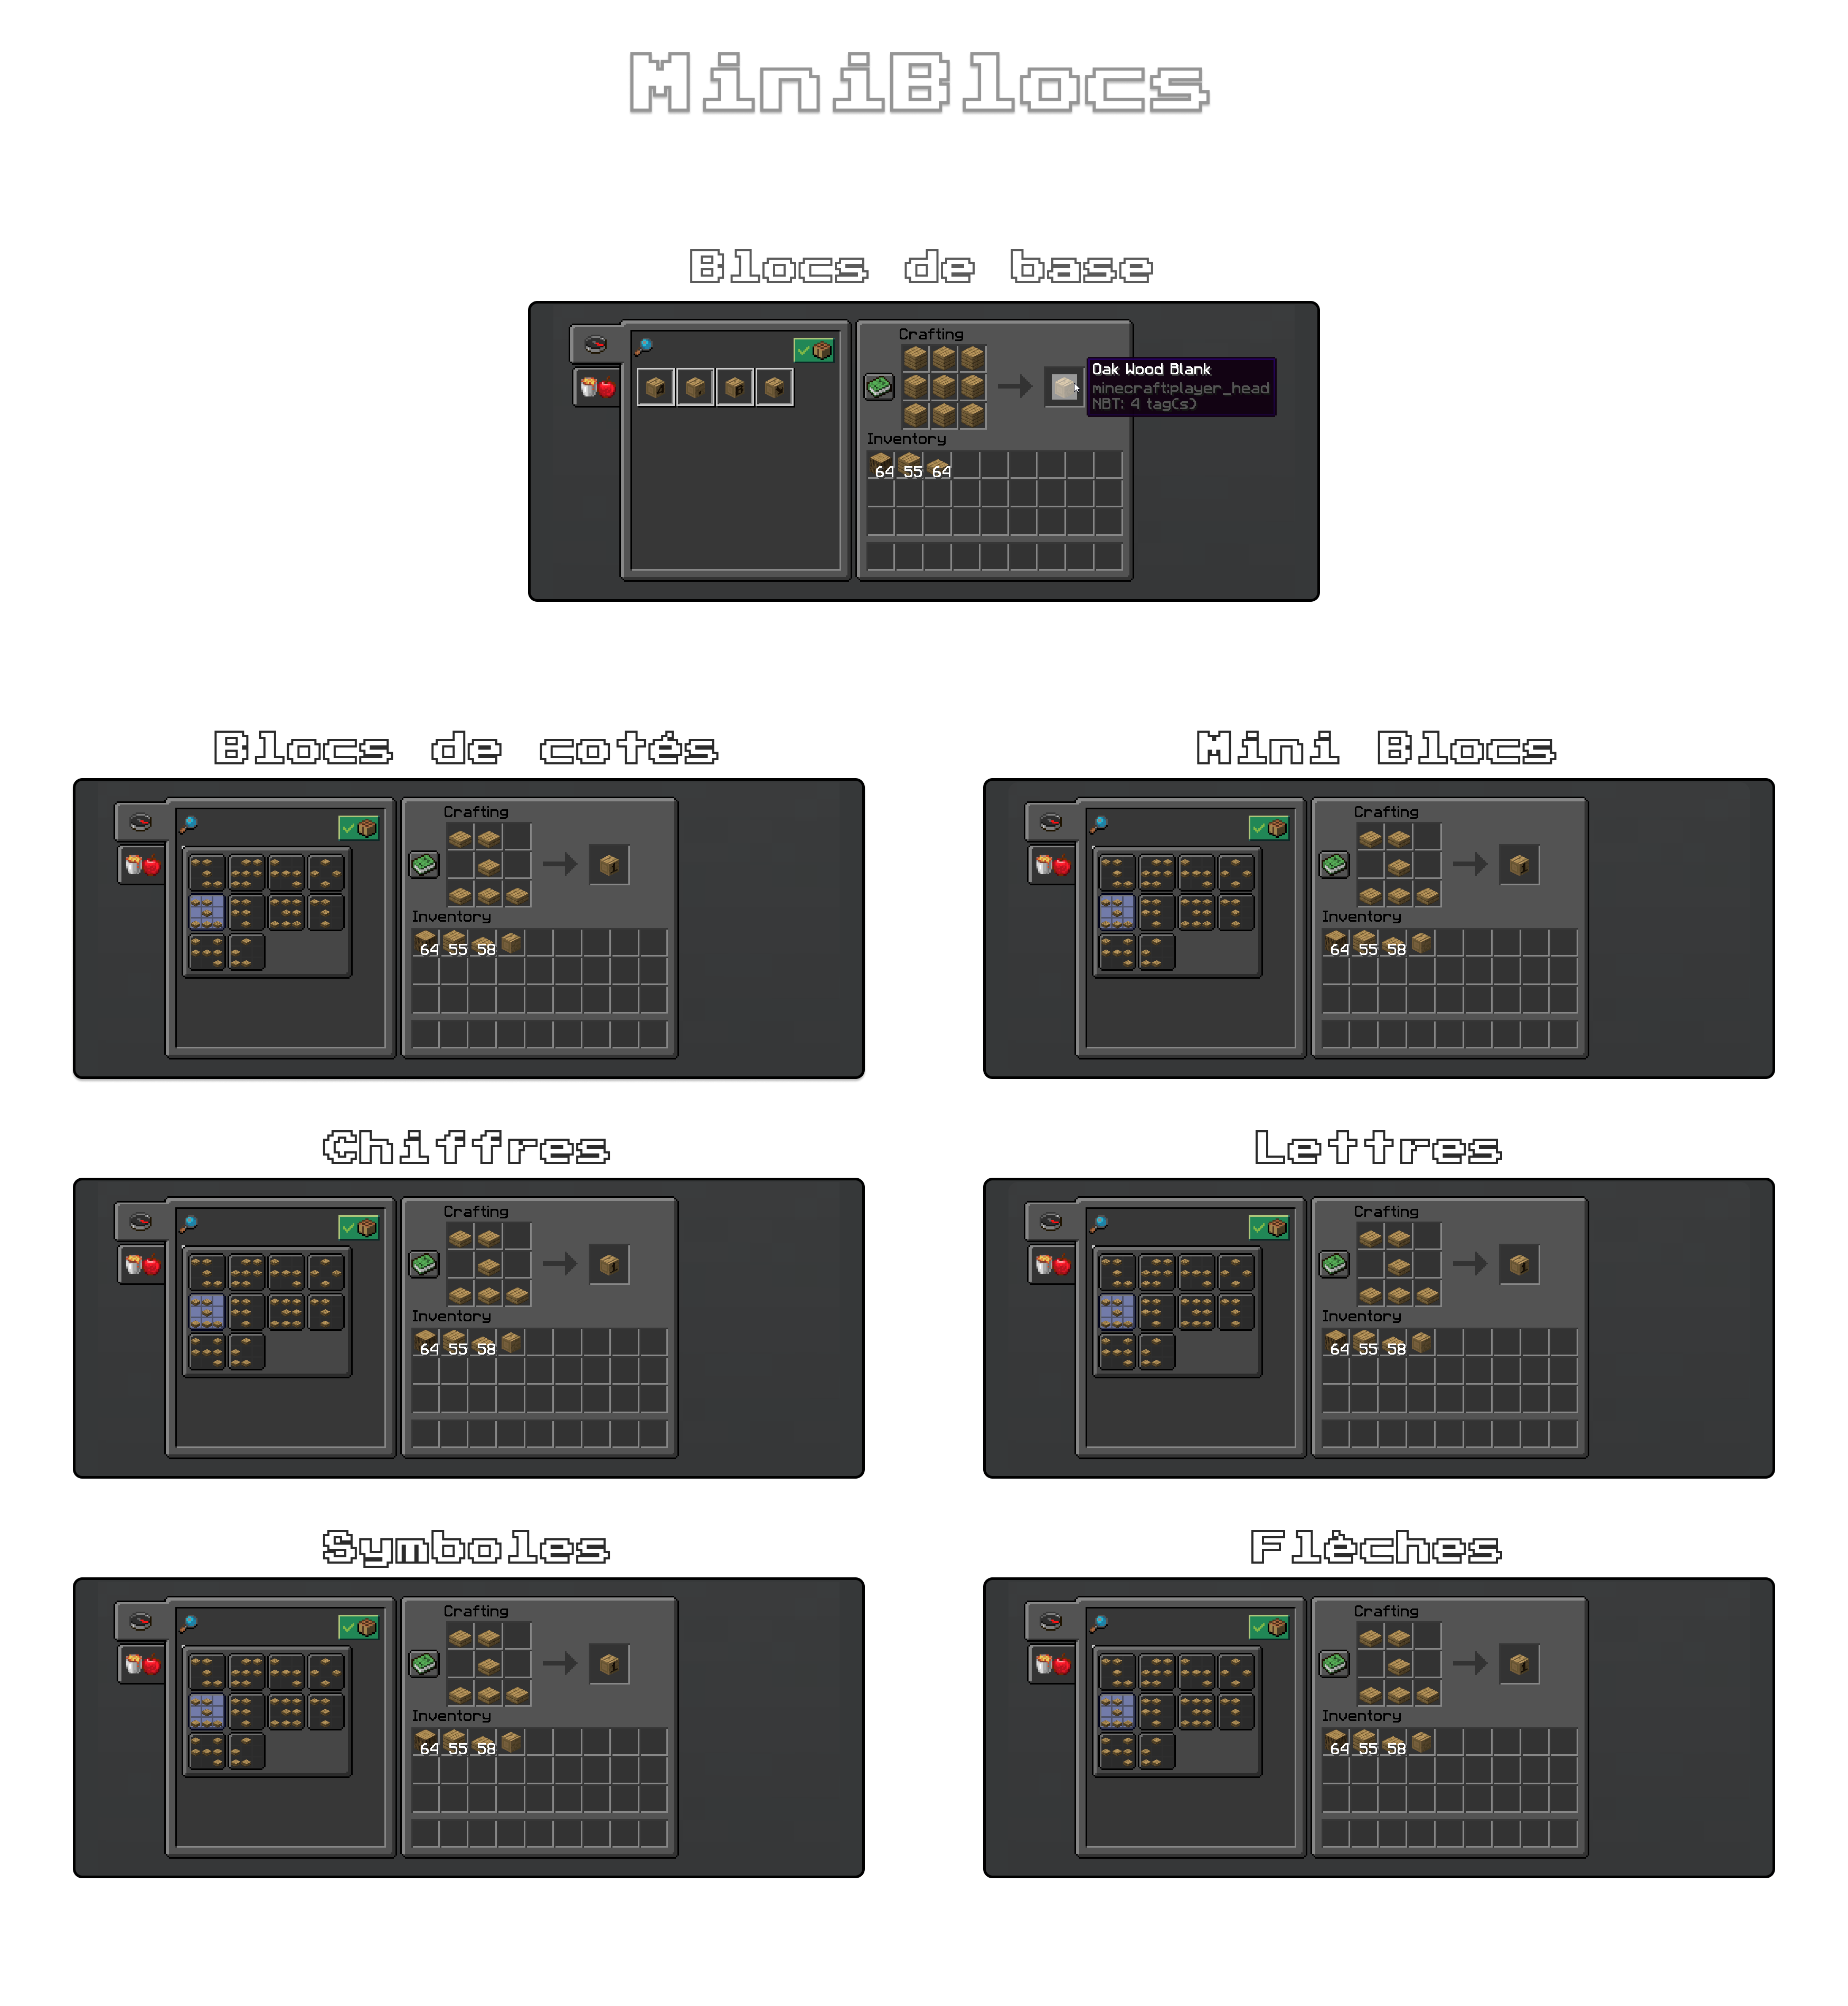 MiniBlocs
Blocs de base
Crafting
Oak Wood Blank
minecraft:player_head
NBT: 4 tag(s)
Inventory
64 55 64
Blocs de cotés
Crafting
Inventory
64 55 58
Mini Blocs
Crafting
Inventory
64 55 58
Chiffres
Crafting
Inventory
64 55 58
Lettres
Crafting
Inventory
64 55 58
Symboles
Crafting
Inventory
64 55 58
Flèches
Crafting
Inventory
64 55 58